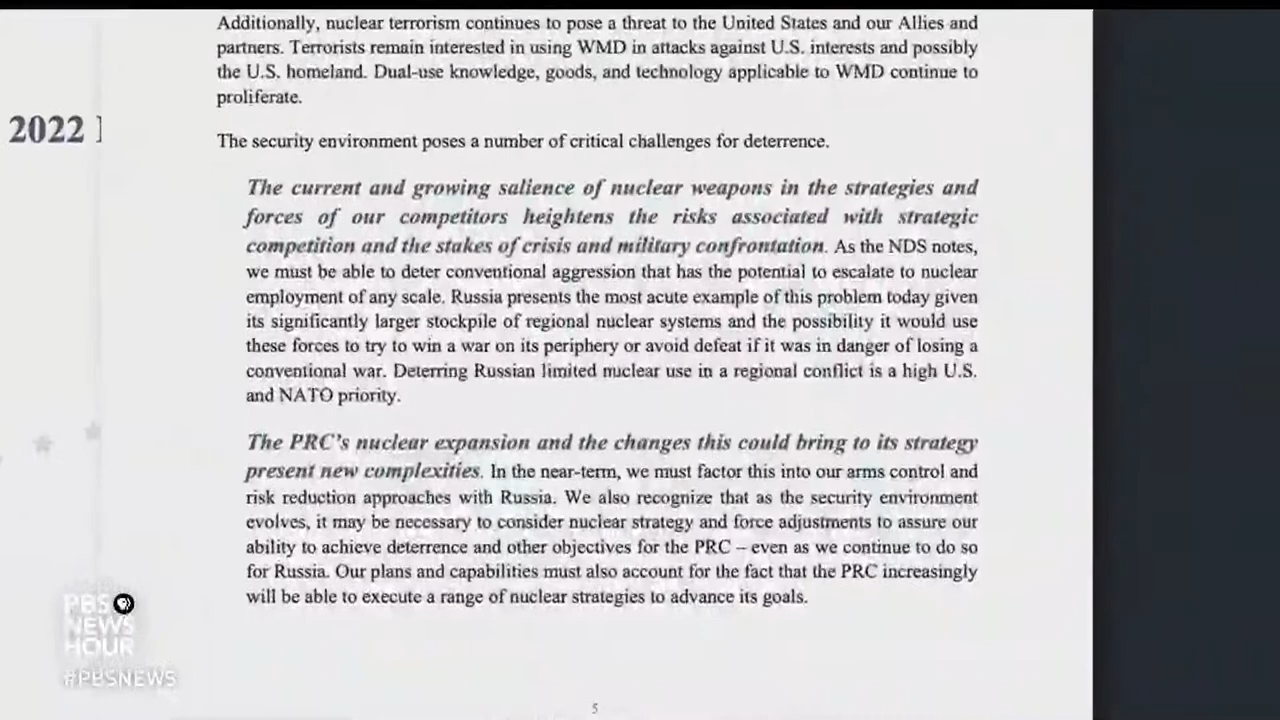 Additionally, nuclear terrorism continues to pose a threat to the United States and our Allies and
partners. Terrorists remain interested in using WMD in attacks against U.S. interests and possibly
the U.S. homeland. Dual-use knowledge, goods, and technology applicable to WMD continue to
proliferate.
2022
The security environment poses a number of critical challenges for deterrence.
The current and growing salience of nuclear weapons in the strategies and
forces of our competitors heightens the risks associated with strategic
competition and the stakes of crisis and military confrontation. As the NDS notes,
we must be able to deter conventional aggression that has the potential to escalate to nuclear
employment of any scale. Russia presents the most acute example of this problem today given
its significantly larger stockpile of regional nuclear systems and the possibility it would use
these forces to try to win a war on its periphery or avoid defeat if it was in danger of losing a
conventional war. Deterring Russian limited nuclear use in a regional conflict is a high U.S.
and NATO priority.
The PRC's nuclear expansion and the changes this could bring to its strategy
present new complexities. In the near-term, we must factor this into our arms control and
risk reduction approaches with Russia. We also recognize that as the security environment
evolves, it may be necessary to consider nuclear strategy and force adjustments to assure our
ability to achieve deterrence and other objectives for the PRC – even as we continue to do so
for Russia. Our plans and capabilities must also account for the fact that the PRC increasingly
will be able to execute a range of nuclear strategies to advance its goals.
PBS
NEWS
HOUR
#PBSNEWS
5